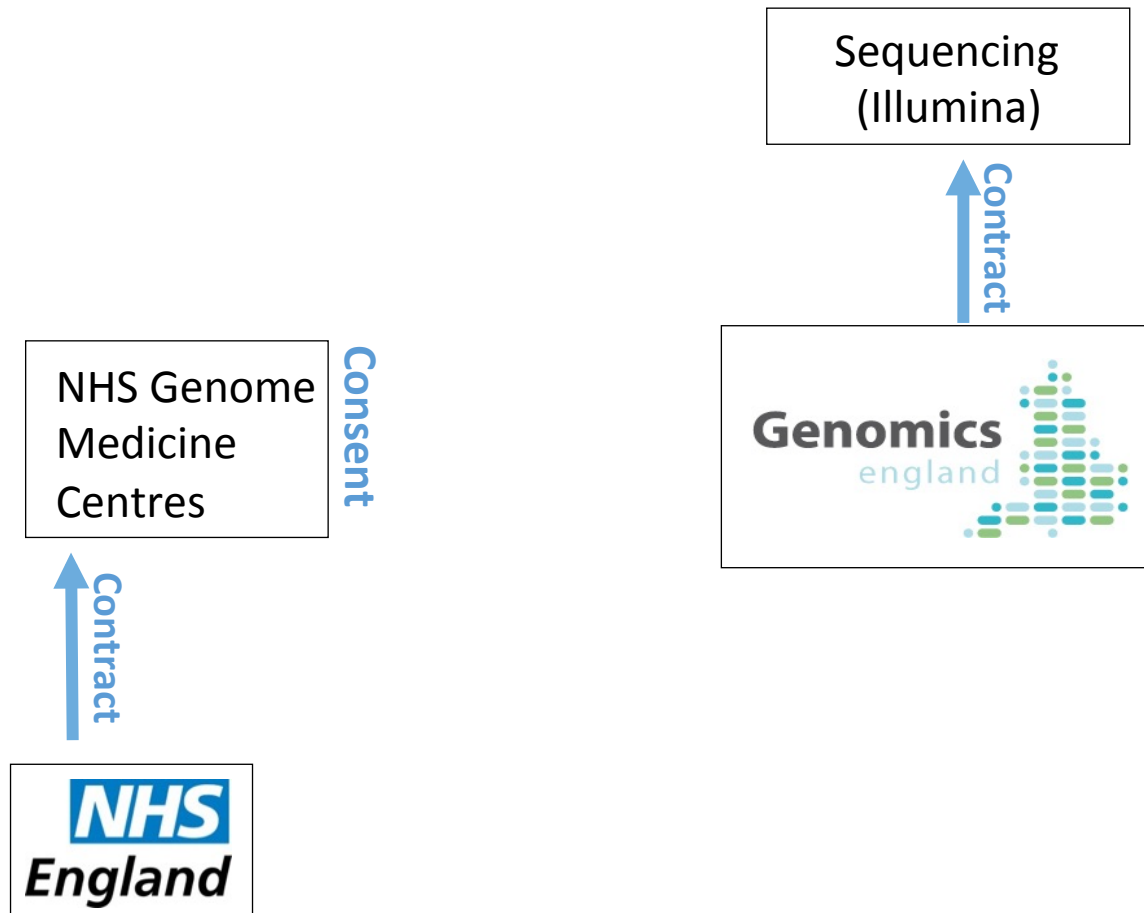 Sequencing
(Illumina)
Contract
Genomics
england
NHS Genome
Medicine
Centres
Consent
Contract
NHS
England